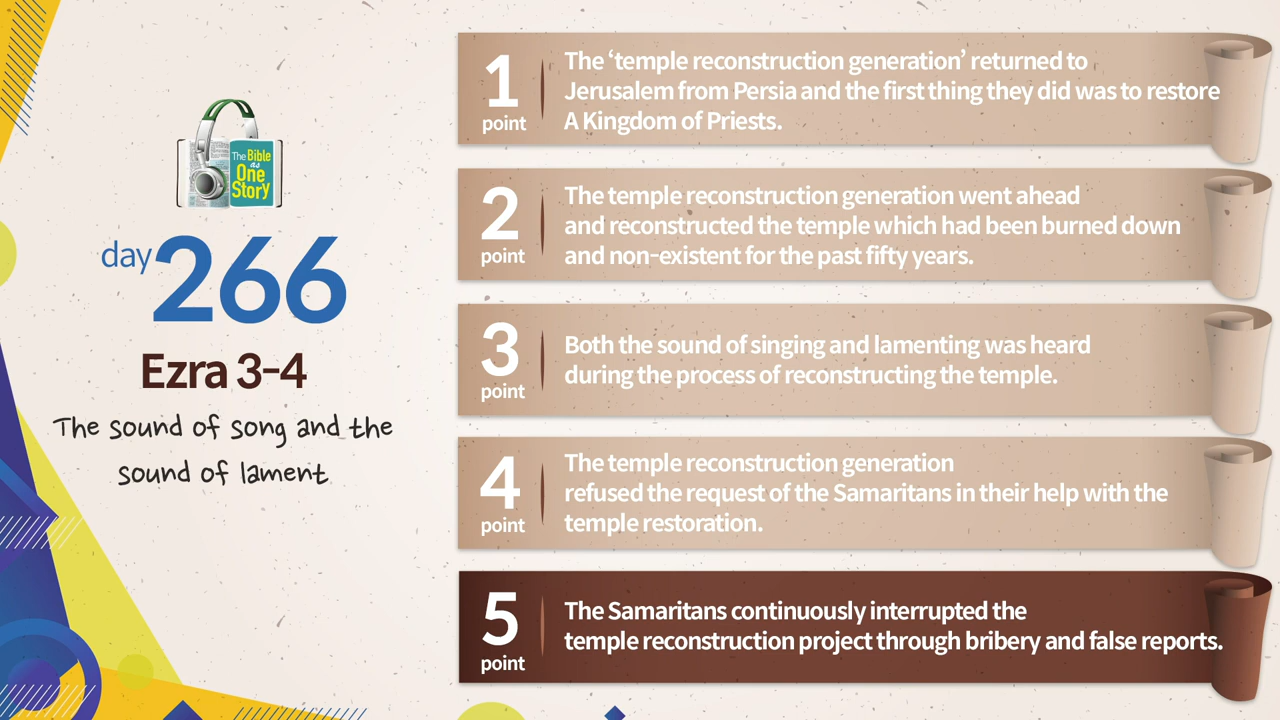 The Bible
as
One
Story
day 266
Ezra 3-4
The sound of song and the
sound of lament
1
point
The ‘temple reconstruction generation’ returned to
Jerusalem from Persia and the first thing they did was to restore
A Kingdom of Priests.
2
point
The temple reconstruction generation went ahead
and reconstructed the temple which had been burned down
and non-existent for the past fifty years.
3
point
Both the sound of singing and lamenting was heard
during the process of reconstructing the temple.
4
point
The temple reconstruction generation
refused the request of the Samaritans in their help with the
temple restoration.
5
point
The Samaritans continuously interrupted the
temple reconstruction project through bribery and false reports.